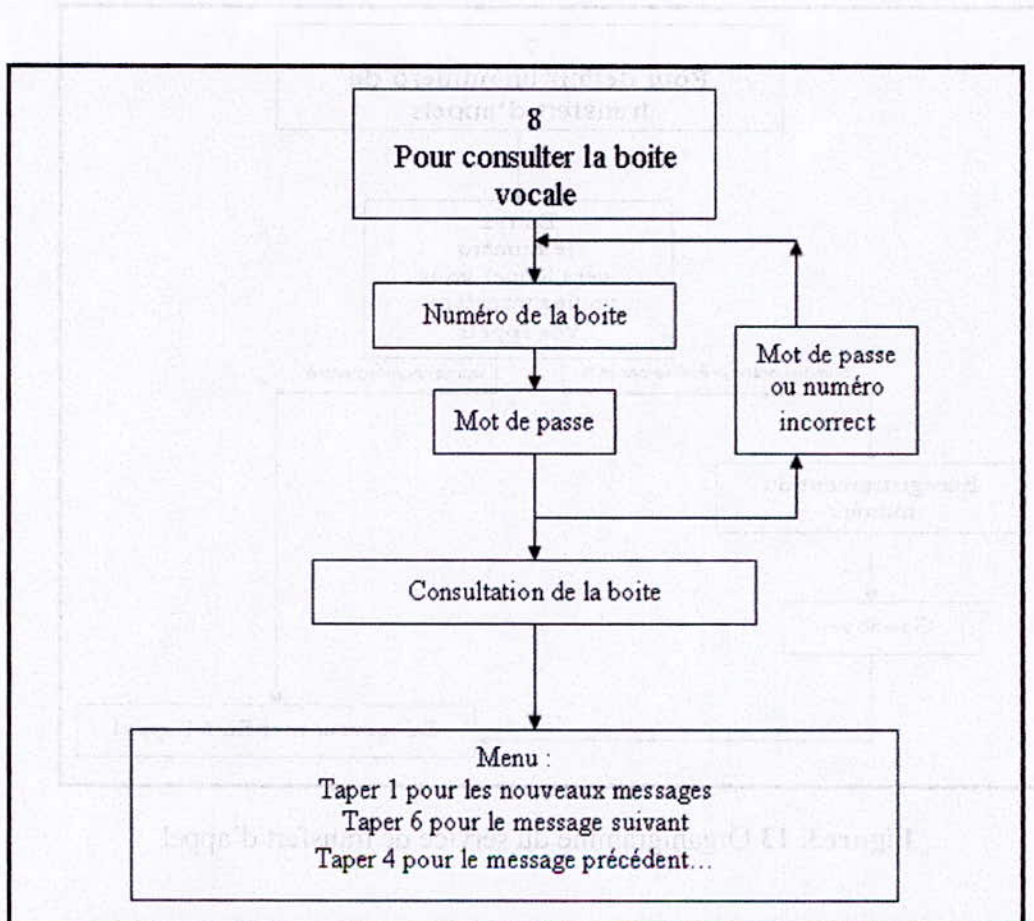 8
Pour consulter la boite
vocale
Numéro de la boite
Mot de passe
ou numéro
incorrect
Mot de passe
Consultation de la boite
Menu :
Taper 1 pour les nouveaux messages
Taper 6 pour le message suivant
Taper 4 pour le message précédent...